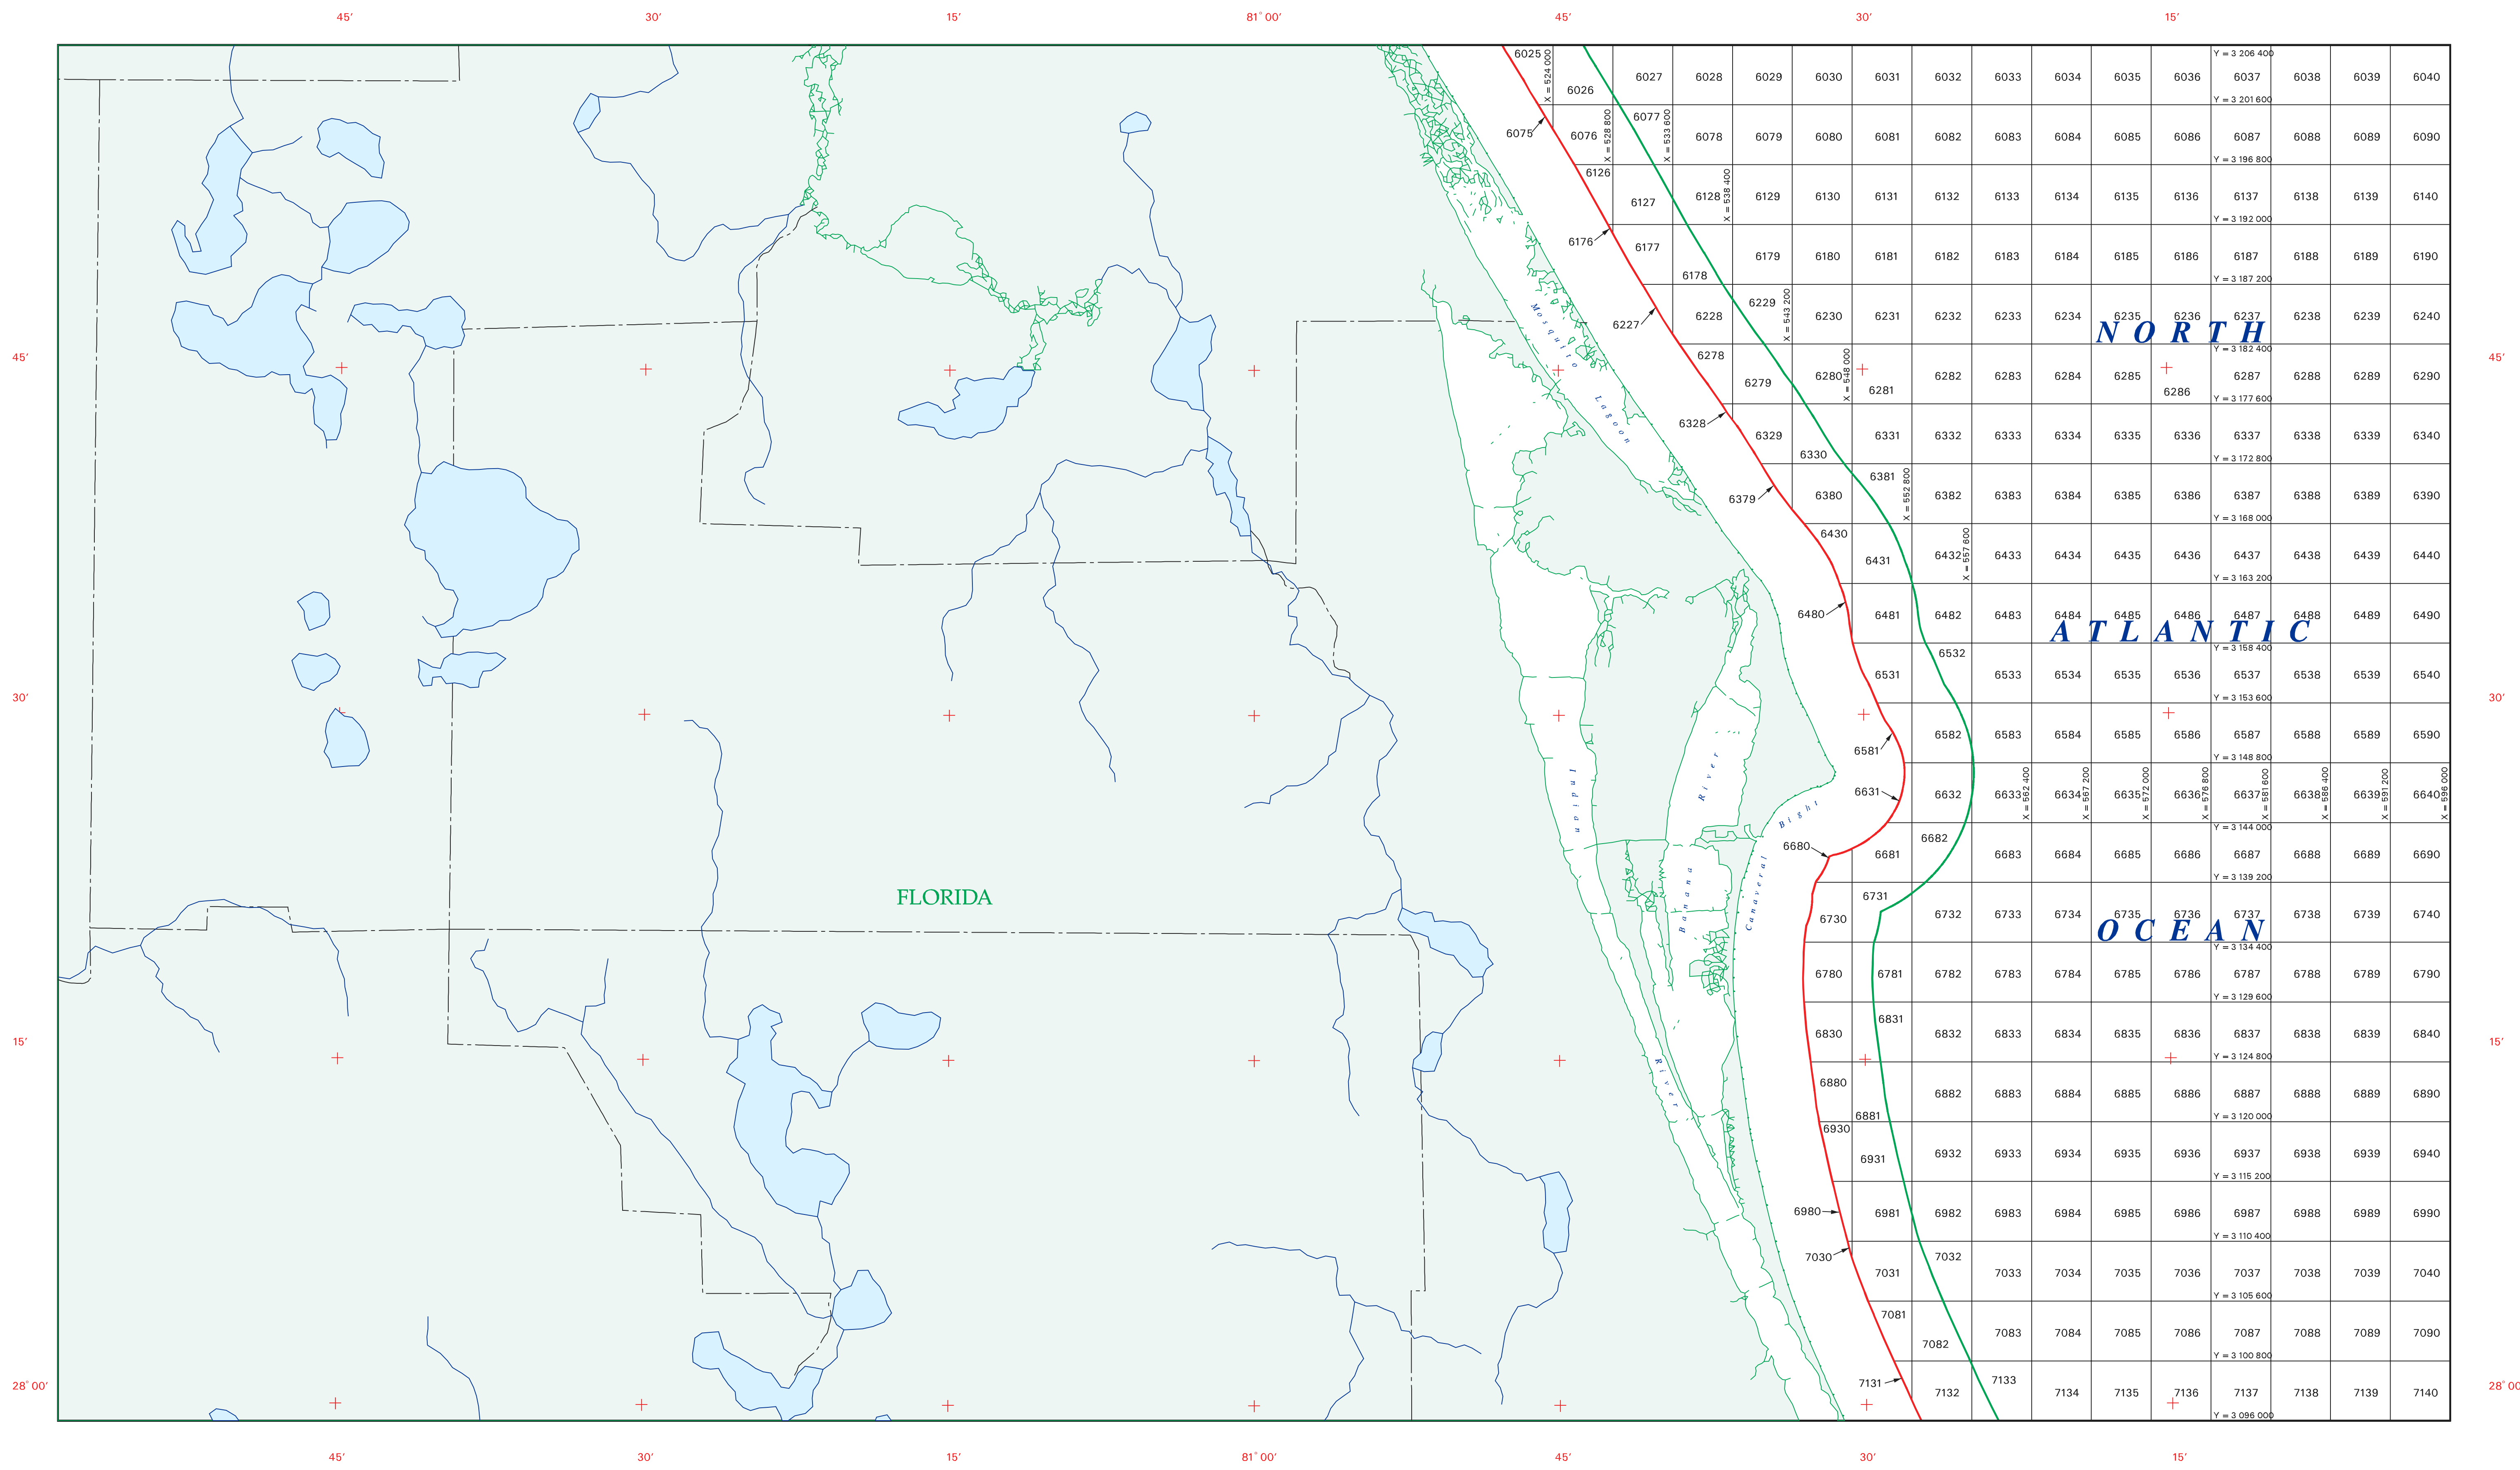 45′ 30′ 15′ 81° 00′ 45′ 30′ 15′
6025 X = 524 000 Y = 3 206 400
6026 6027 6028 6029 6030 6031 6032 6033 6034 6035 6036 6037 6038 6039 6040
Y = 3 201 600
6075 6076 X = 528 800 6077 X = 533 600 6078 6079 6080 6081 6082 6083 6084 6085 6086 6087 6088 6089 6090
Y = 3 196 800
6126 6127 6128 X = 538 400 6129 6130 6131 6132 6133 6134 6135 6136 6137 6138 6139 6140
Y = 3 192 000
6176 6177 6178 6179 6180 6181 6182 6183 6184 6185 6186 6187 6188 6189 6190
Y = 3 187 200
6227 6228 6229 X = 543 200 6230 6231 6232 6233 6234 6235 6236 6237 6238 6239 6240
Mosquito Lagoon
NORTH
Y = 3 182 400
45′ 45′
6278 6279 6280 X = 548 000 6281 6282 6283 6284 6285 6286 6287 6288 6289 6290
Y = 3 177 600
6328 6329 6330 6331 6332 6333 6334 6335 6336 6337 6338 6339 6340
Y = 3 172 800
6379 6380 6381 X = 552 800 6382 6383 6384 6385 6386 6387 6388 6389 6390
Y = 3 168 000
6430 6431 6432 X = 557 600 6433 6434 6435 6436 6437 6438 6439 6440
Y = 3 163 200
6480 6481 6482 6483 6484 6485 6486 6487 6488 6489 6490
ATLANTIC
Y = 3 158 400
6531 6532 6533 6534 6535 6536 6537 6538 6539 6540
Y = 3 153 600
30′ 30′
6581 6582 6583 6584 6585 6586 6587 6588 6589 6590
Y = 3 148 800
6631 6632 6633 X = 562 400 6634 X = 567 200 6635 X = 572 000 6636 X = 576 800 6637 X = 581 600 6638 X = 586 400 6639 X = 591 200 6640 X = 596 000
Indian River
Banana River
Canaveral Bight
Y = 3 144 000
6680 6681 6682 6683 6684 6685 6686 6687 6688 6689 6690
Y = 3 139 200
FLORIDA
6730 6731 6732 6733 6734 6735 6736 6737 6738 6739 6740
OCEAN
Y = 3 134 400
6780 6781 6782 6783 6784 6785 6786 6787 6788 6789 6790
Y = 3 129 600
6830 6831 6832 6833 6834 6835 6836 6837 6838 6839 6840
15′ 15′
Y = 3 124 800
6880 6881 6882 6883 6884 6885 6886 6887 6888 6889 6890
Y = 3 120 000
6930 6931 6932 6933 6934 6935 6936 6937 6938 6939 6940
Y = 3 115 200
6980 6981 6982 6983 6984 6985 6986 6987 6988 6989 6990
Y = 3 110 400
7030 7031 7032 7033 7034 7035 7036 7037 7038 7039 7040
Y = 3 105 600
7081 7082 7083 7084 7085 7086 7087 7088 7089 7090
Y = 3 100 800
28° 00′ 28° 00
7131 7132 7133 7134 7135 7136 7137 7138 7139 7140
Y = 3 096 000
45′ 30′ 15′ 81° 00′ 45′ 30′ 15′